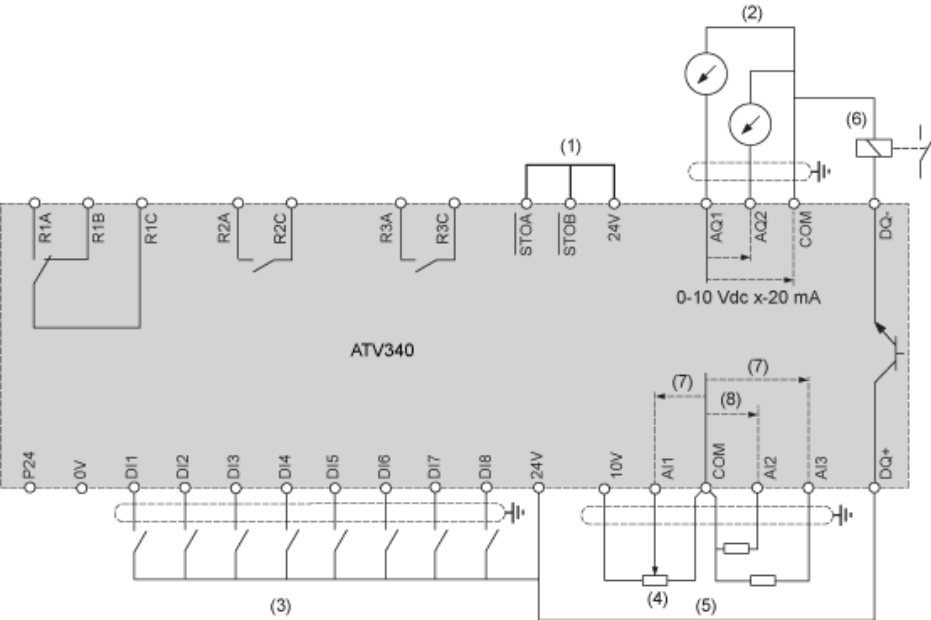 (2)
(6)
(1)
R1A R1B R1C R2A R2C R3A R3C STOA STOB 24V AQ1 AQ2 COM DQ-
0-10 Vdc x-20 mA
ATV340
(7)
(7)
(8)
P24 0V DI1 DI2 DI3 DI4 DI5 DI6 DI7 DI8 24V 10V AI1 COM AI2 AI3 DQ+
(4)
(3)
(5)